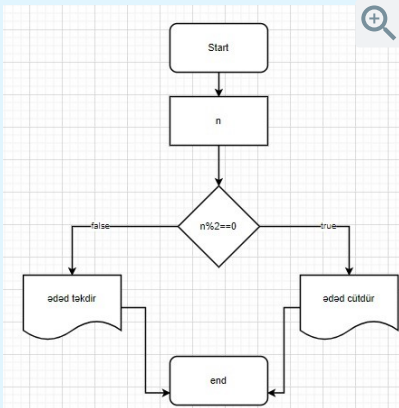 Start
n
n%2==0
false
true
ədəd təkdir
ədəd cütdür
end